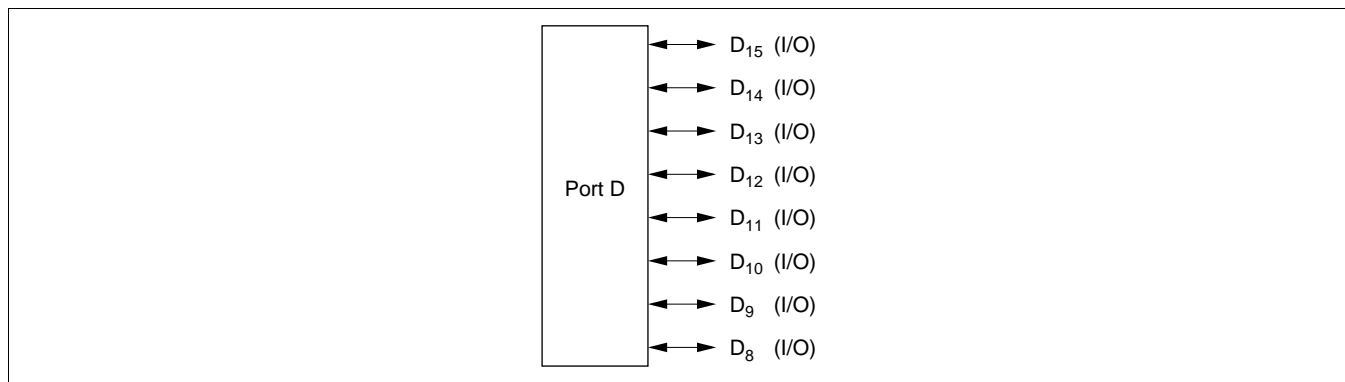 D15 (I/O)
D14 (I/O)
D13 (I/O)
D12 (I/O)
Port D
D11 (I/O)
D10 (I/O)
D9 (I/O)
D8 (I/O)